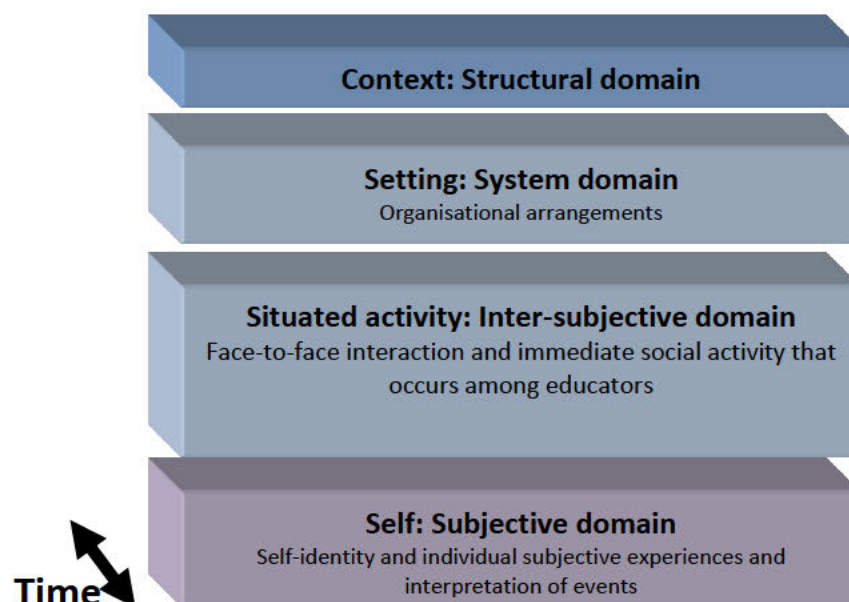 Context: Structural domain
Setting: System domain
Organisational arrangements
Situated activity: Inter-subjective domain
Face-to-face interaction and immediate social activity that
occurs among educators
Self: Subjective domain
Self-identity and individual subjective experiences and
interpretation of events
Time